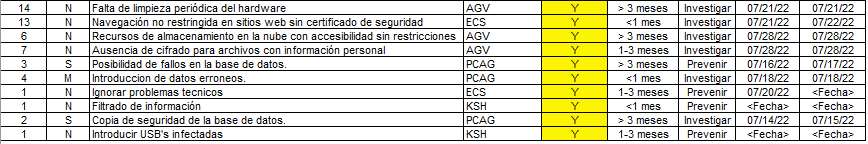 14 N Falta de limpieza periódica del hardware AGV Y > 3 meses Investigar 07/21/22 07/21/22
13 N Navegación no restringida en sitios web sin certificado de seguridad ECS Y <1 mes Investigar 07/21/22 07/22/22
6 N Recursos de almacenamiento en la nube con accesibilidad sin restricciones AGV Y > 3 meses Investigar 07/28/22 07/28/22
7 N Ausencia de cifrado para archivos con información personal AGV Y 1-3 meses Investigar 07/28/22 07/28/22
3 S Posibilidad de fallos en la base de datos. PCAG Y > 3 meses Prevenir 07/16/22 07/17/22
4 M Introduccion de datos erroneos. PCAG Y <1 mes Investigar 07/18/22 07/18/22
1 N Ignorar problemas tecnicos ECS Y 1-3 meses Prevenir 07/20/22 <Fecha>
1 N Filtrado de información KSH Y <1 mes Prevenir <Fecha> <Fecha>
2 S Copia de seguridad de la base de datos. PCAG Y > 3 meses Investigar 07/14/22 07/15/22
1 N Introducir USB's infectadas KSH Y 1-3 meses Prevenir <Fecha> <Fecha>